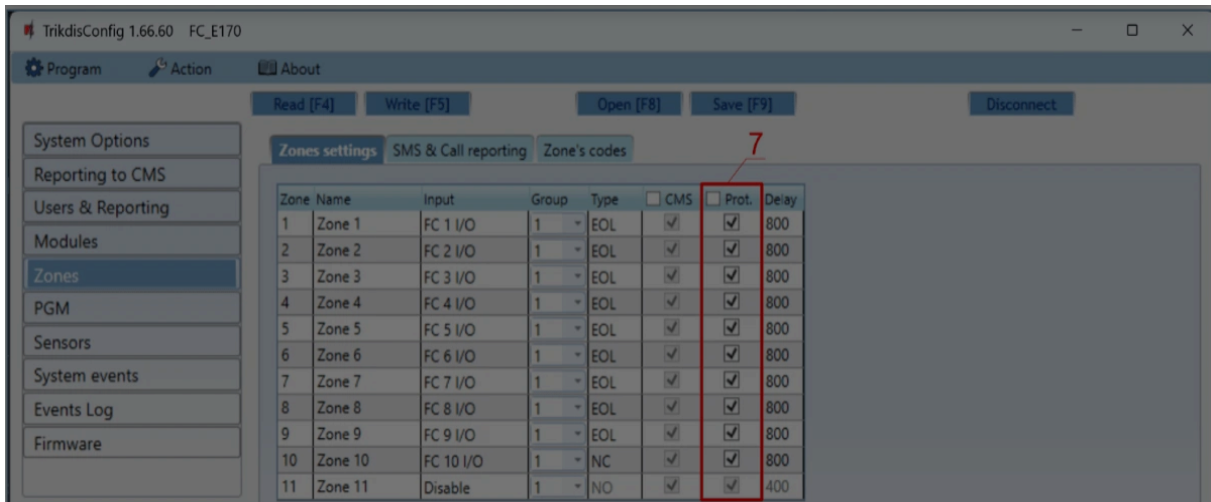 TrikdisConfig 1.66.60 FC_E170
Program Action About
Read [F4] Write [F5] Open [F8] Save [F9] Disconnect
System Options
Reporting to CMS
Users & Reporting
Modules
Zones
PGM
Sensors
System events
Events Log
Firmware
Zones settings SMS & Call reporting Zone's codes
7
Zone Name Input Group Type CMS Prot. Delay
1 Zone 1 FC 1 I/O 1 EOL 800
2 Zone 2 FC 2 I/O 1 EOL 800
3 Zone 3 FC 3 I/O 1 EOL 800
4 Zone 4 FC 4 I/O 1 EOL 800
5 Zone 5 FC 5 I/O 1 EOL 800
6 Zone 6 FC 6 I/O 1 EOL 800
7 Zone 7 FC 7 I/O 1 EOL 800
8 Zone 8 FC 8 I/O 1 EOL 800
9 Zone 9 FC 9 I/O 1 EOL 800
10 Zone 10 FC 10 I/O 1 NC 800
11 Zone 11 Disable 1 NO 400